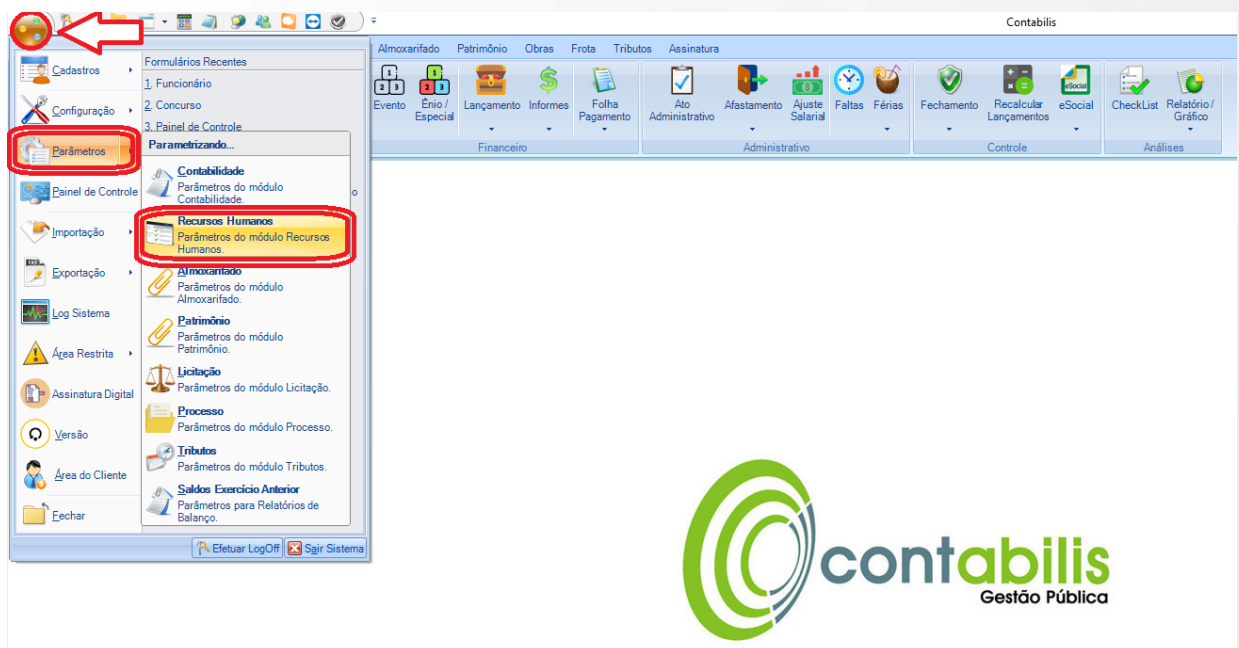 Contabilis
Almoxarifado Patrimônio Obras Frota Tributos Assinatura
Evento
Ênio /
Especial
Lançamento
Informes
Folha
Pagamento
Financeiro
Ato
Administrativo
Afastamento
Ajuste
Salarial
Faltas
Férias
Administrativo
Fechamento
Recalcular
Lançamentos
eSocial
Controle
CheckList
Relatório /
Gráfico
Análises
Cadastros
Configuração
Parâmetros
Painel de Controle
Importação
Exportação
Log Sistema
Área Restrita
Assinatura Digital
Versão
Área do Cliente
Fechar
Formulários Recentes
1. Funcionário
2. Concurso
3. Painel de Controle
Parametrizando...
Contabilidade
Parâmetros do módulo
Contabilidade.
Recursos Humanos
Parâmetros do módulo Recursos
Humanos.
Almoxarifado
Parâmetros do módulo
Almoxarifado.
Patrimônio
Parâmetros do módulo
Patrimônio.
Licitação
Parâmetros do módulo Licitação.
Processo
Parâmetros do módulo Processo.
Tributos
Parâmetros do módulo Tributos.
Saldos Exercício Anterior
Parâmetros para Relatórios de
Balanço.
Efetuar LogOff
Sair Sistema
contabilis
Gestão Pública